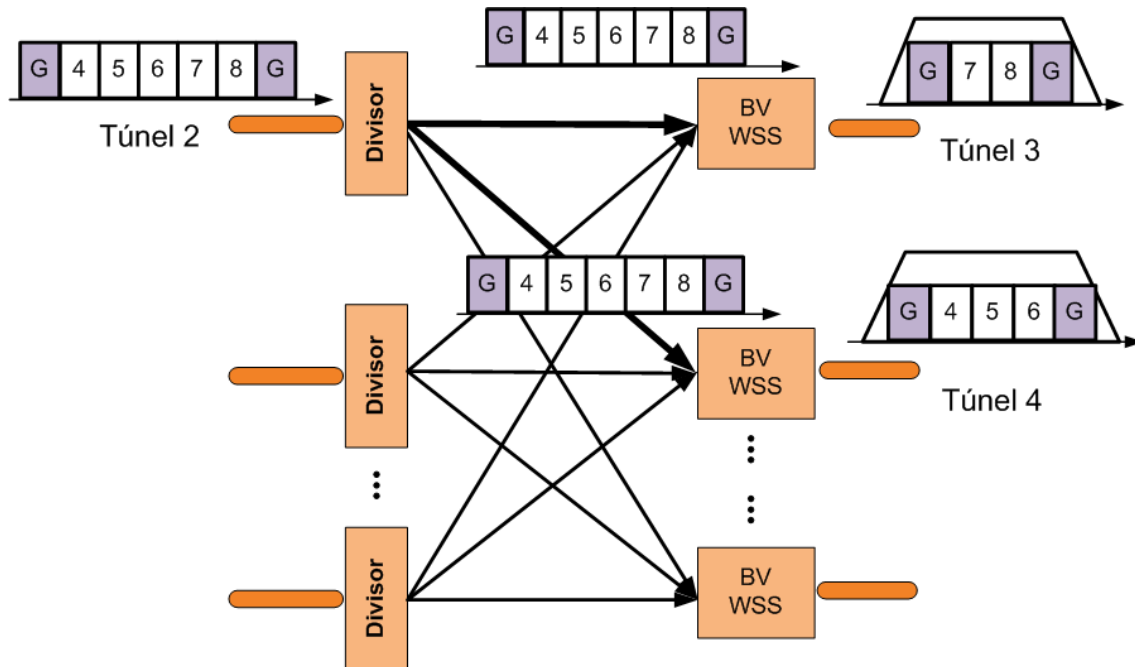 G 4 5 6 7 8 G
G 4 5 6 7 8 G
G 7 8 G
Túnel 2
Divisor
BV
WSS
Túnel 3
G 4 5 6 7 8 G
G 4 5 6 G
Divisor
BV
WSS
Túnel 4
...
...
...
Divisor
BV
WSS